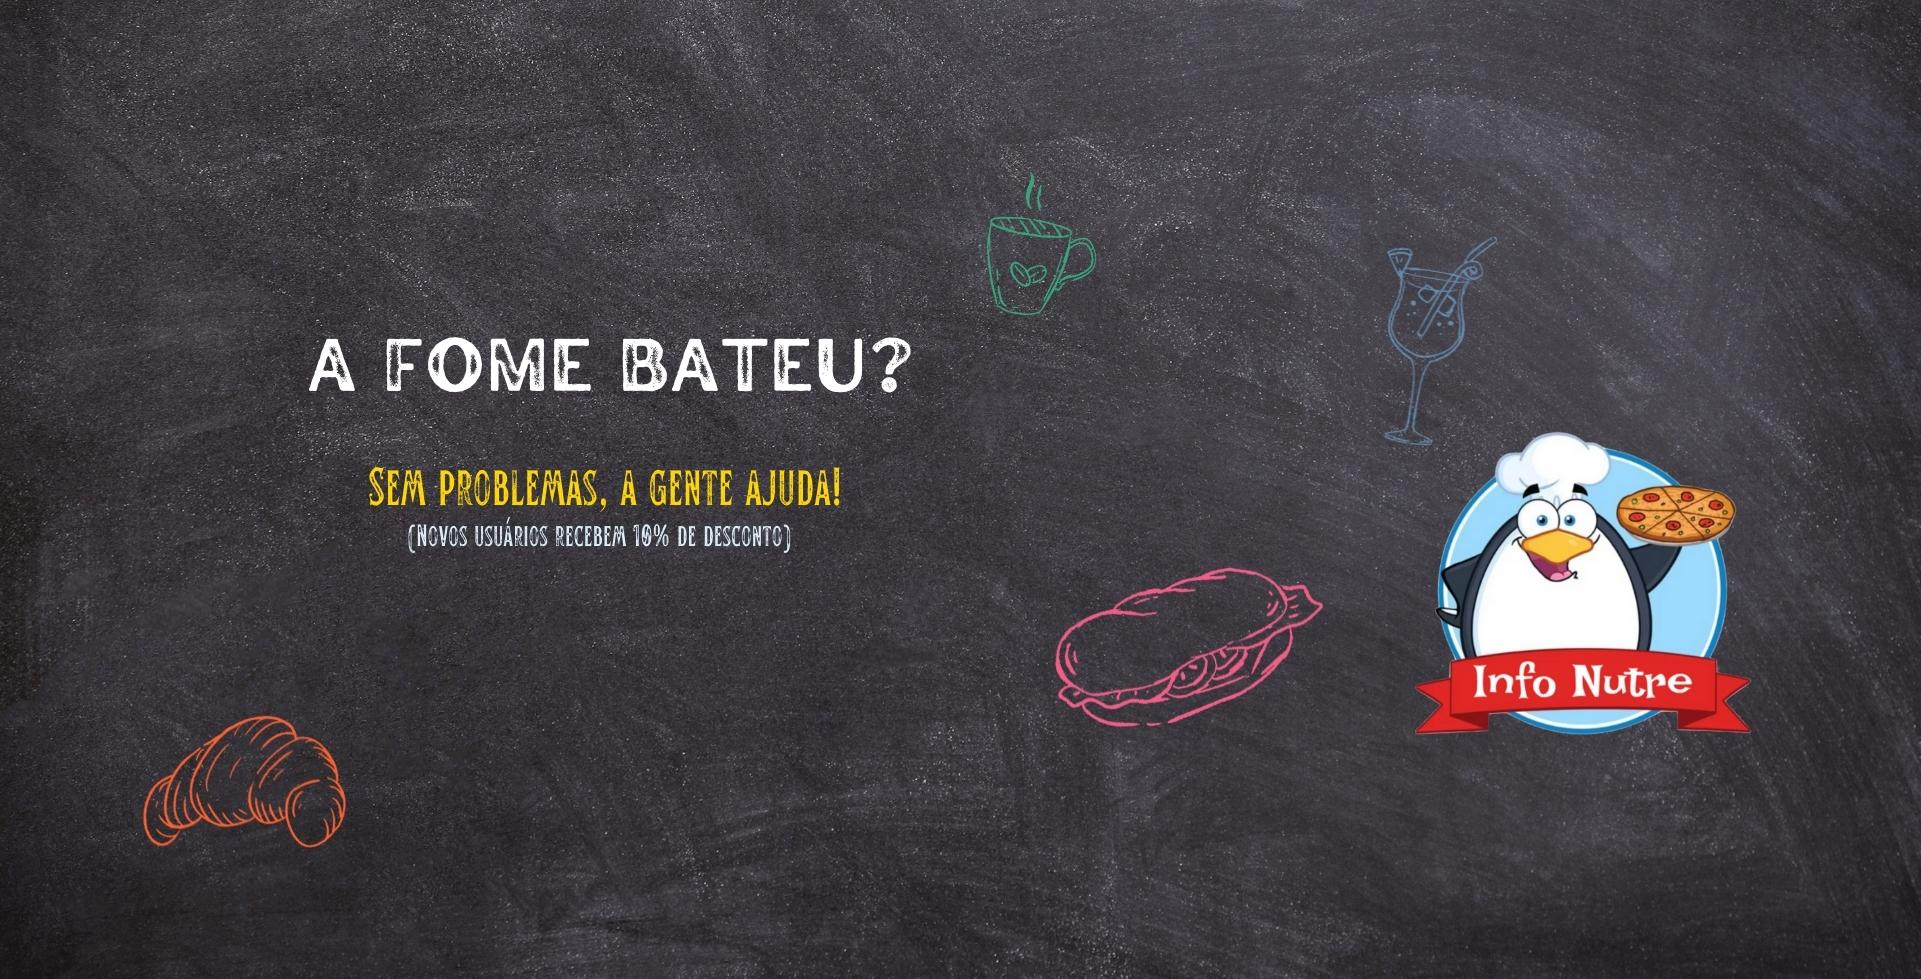 A FOME BATEU?
SEM PROBLEMAS, A GENTE AJUDA!
(NOVOS USUÁRIOS RECEBEM 10% DE DESCONTO)
Info Nutre